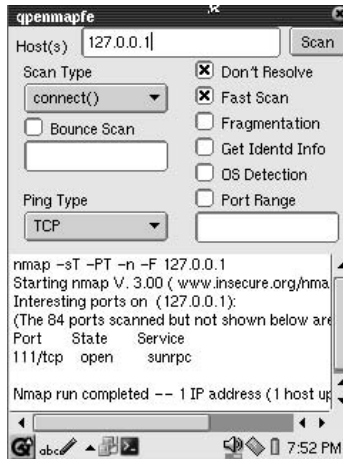 qpenmapfe
Host(s) 127.0.0.1 Scan
Scan Type
connect()
Bounce Scan
Ping Type
TCP
Don't Resolve
Fast Scan
Fragmentation
Get Identd Info
OS Detection
Port Range
nmap -sT -PT -n -F 127.0.0.1
Starting nmap V. 3.00 ( www.insecure.org/nma
Interesting ports on (127.0.0.1):
(The 84 ports scanned but not shown below are
Port State Service
111/tcp open sunrpc
Nmap run completed -- 1 IP address (1 host up
abc 7:52 PM